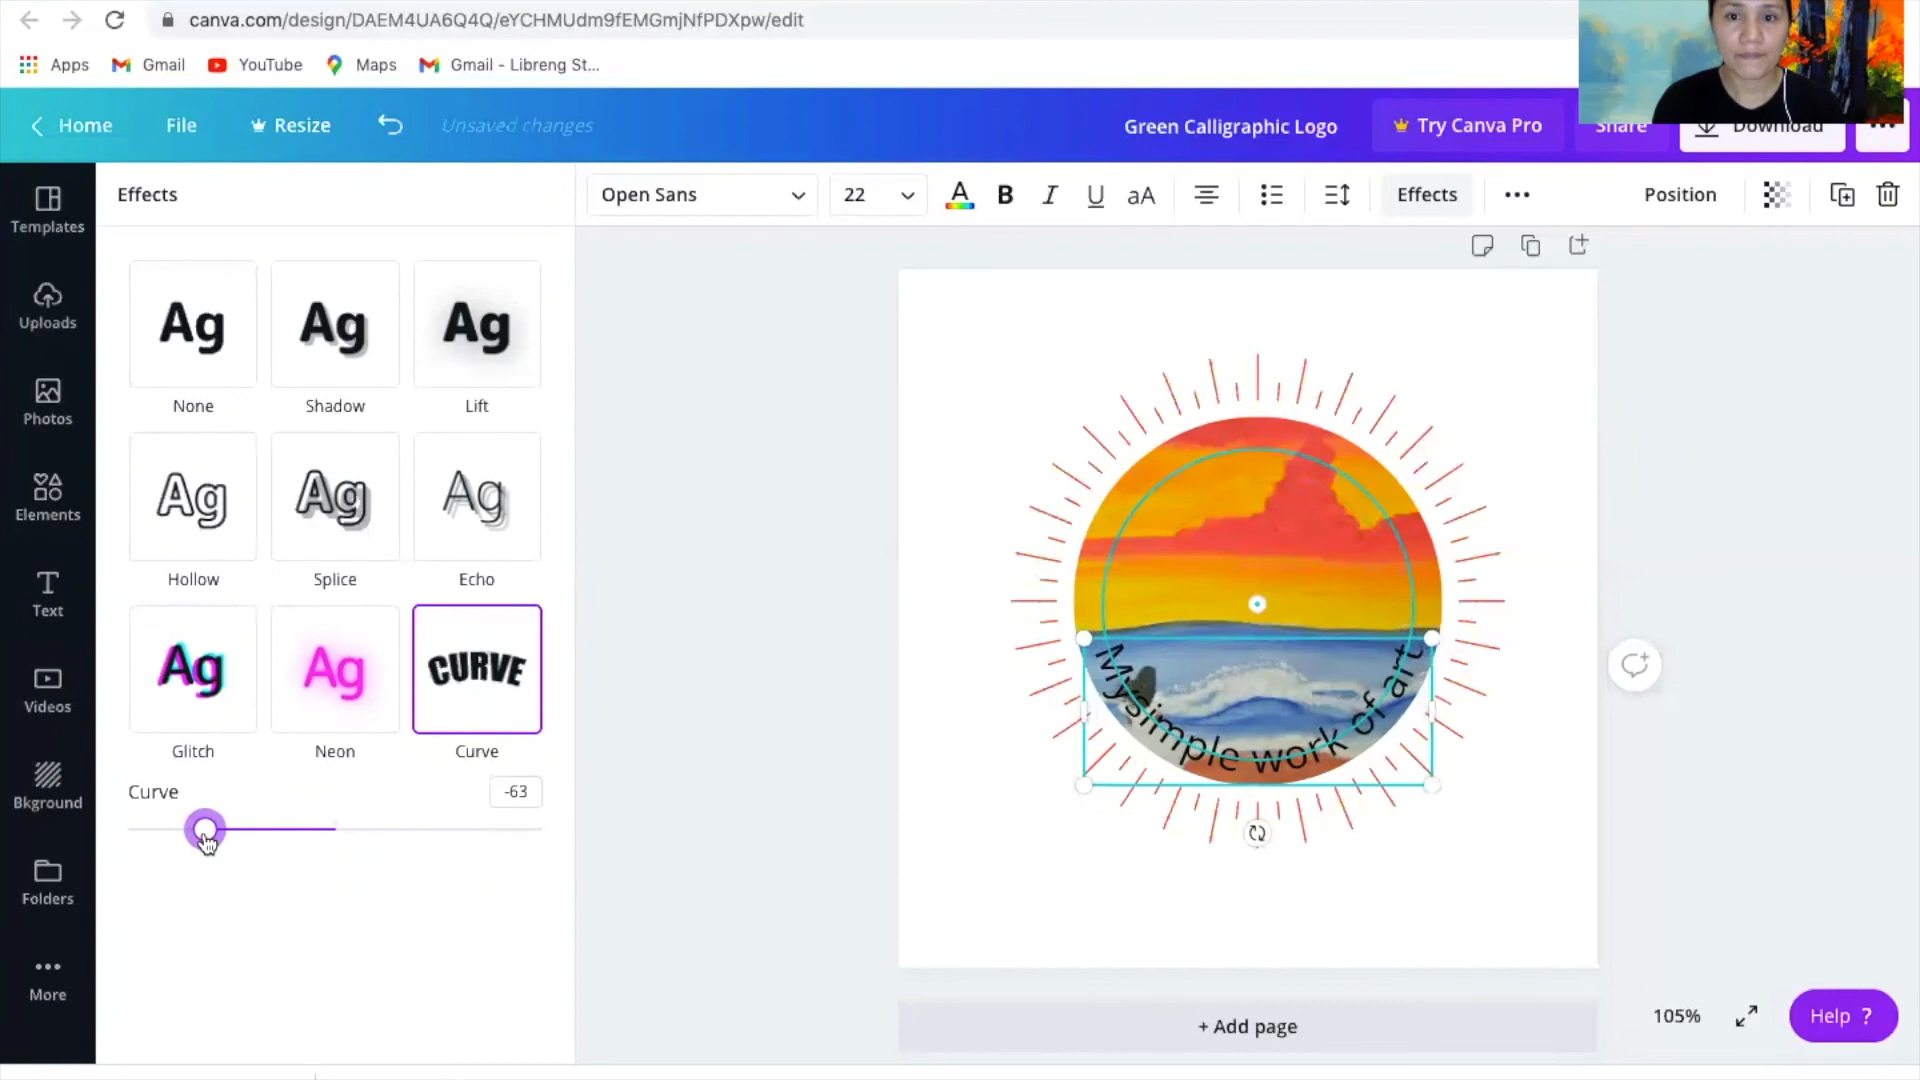 canva.com/design/DAEM4UA6Q4Q/eYCHMUdm9fEMGmjNfPDXpw/edit
Apps Gmail YouTube Maps Gmail - Libreng St...
Home File Resize Unsaved changes Green Calligraphic Logo Try Canva Pro Share Download
Effects Open Sans 22 A B I U aA Effects Position
Templates
Uploads
Photos
Elements
Text
Videos
Bkground
Folders
More
Ag Ag Ag
None Shadow Lift
Ag Ag Ag
Hollow Splice Echo
Ag Ag CURVE
Glitch Neon Curve
Curve -63
My simple work of art
+ Add page
105% Help ?